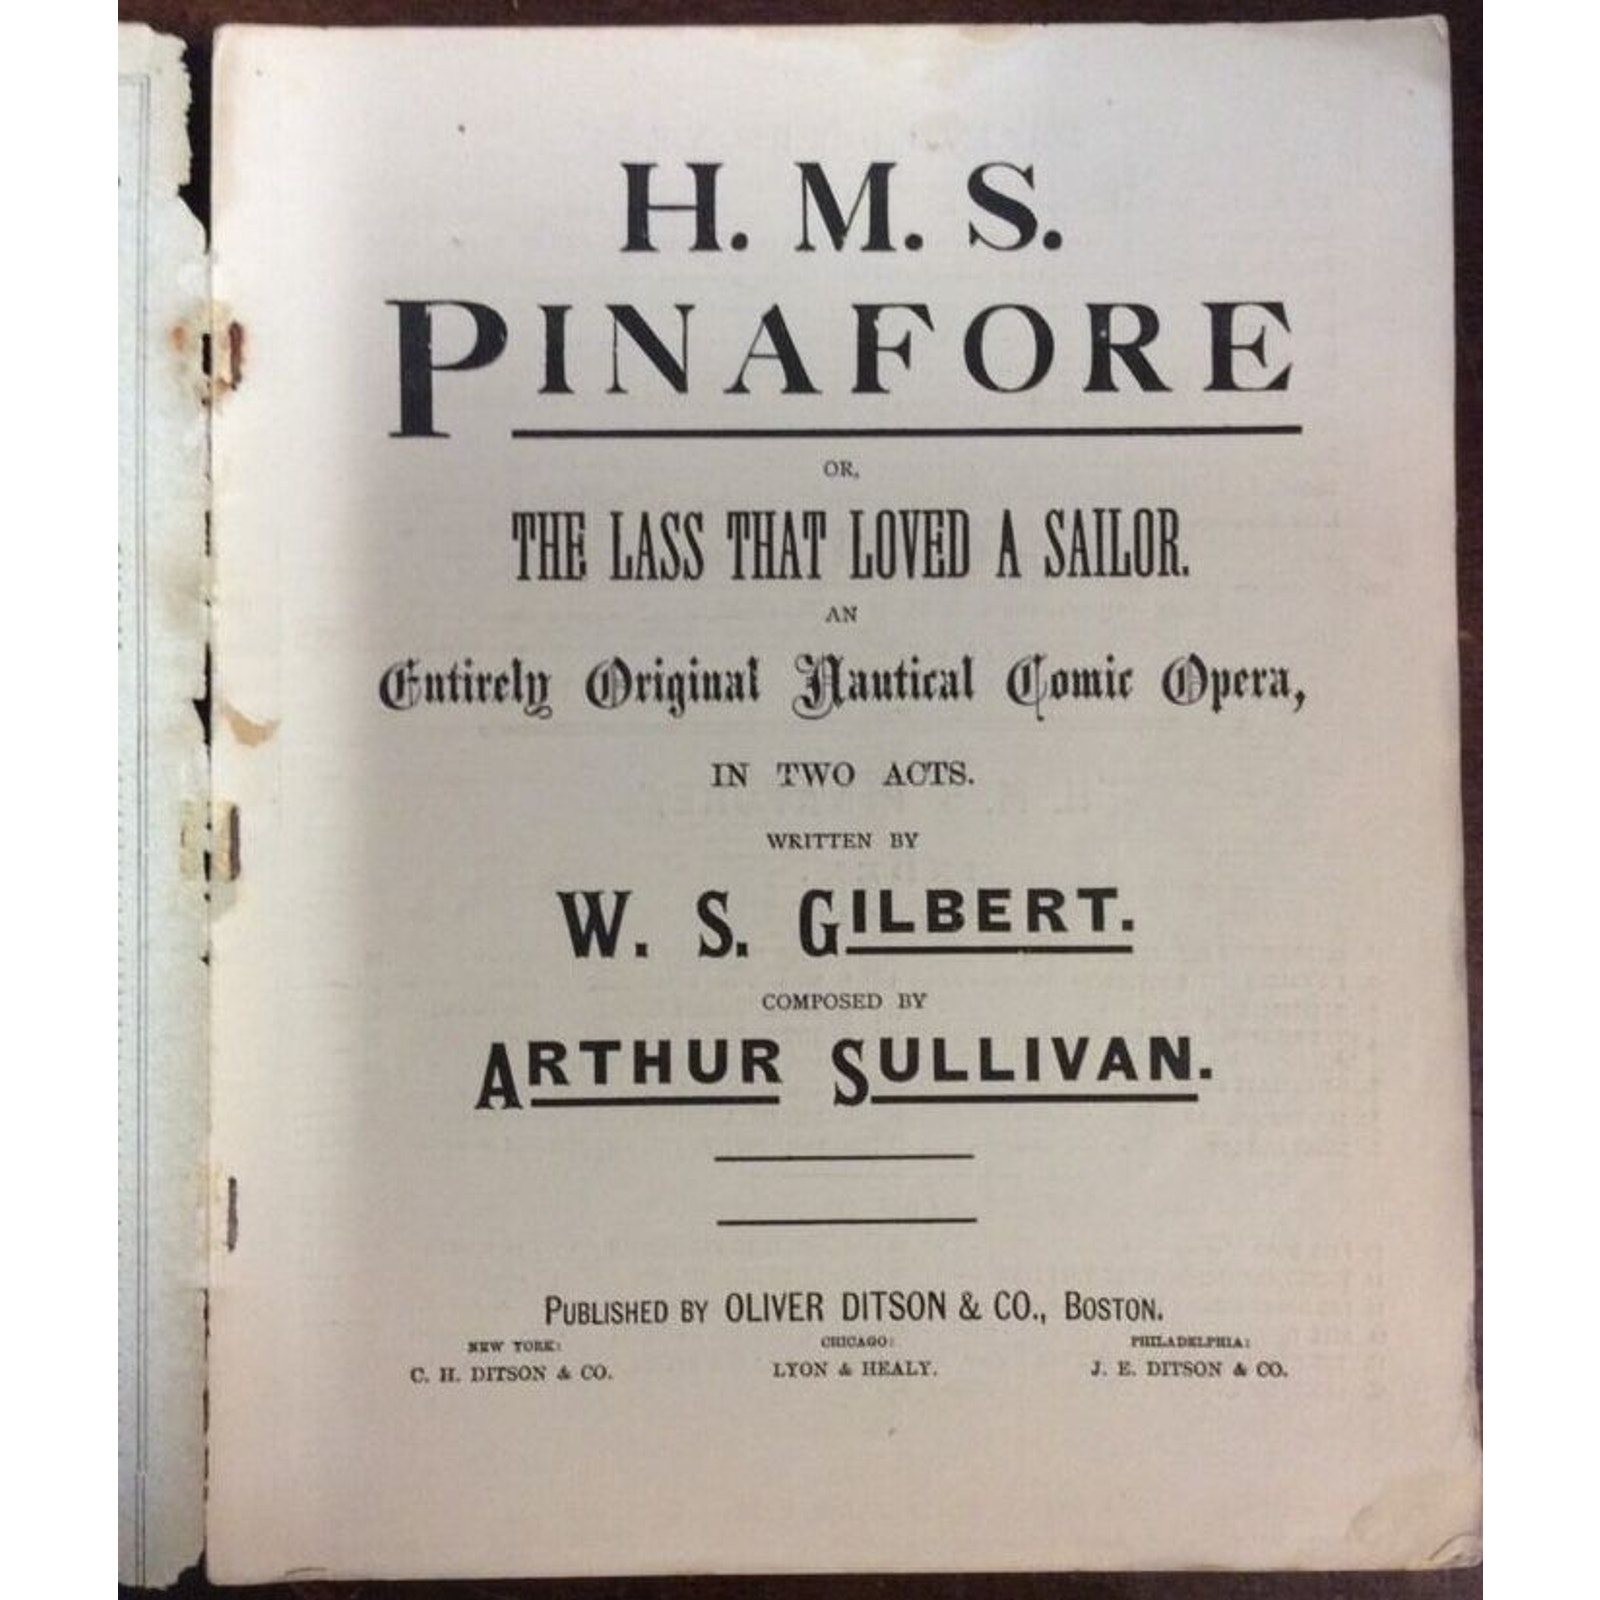 H. M. S.
PINAFORE
OR,
THE LASS THAT LOVED A SAILOR.
AN
Entirely Original Nautical Comic Opera,
IN TWO ACTS.
WRITTEN BY
W. S. GILBERT.
COMPOSED BY
ARTHUR SULLIVAN.
PUBLISHED BY OLIVER DITSON & CO., BOSTON.
NEW YORK: CHICAGO: PHILADELPHIA:
C. H. DITSON & CO. LYON & HEALY. J. E. DITSON & CO.